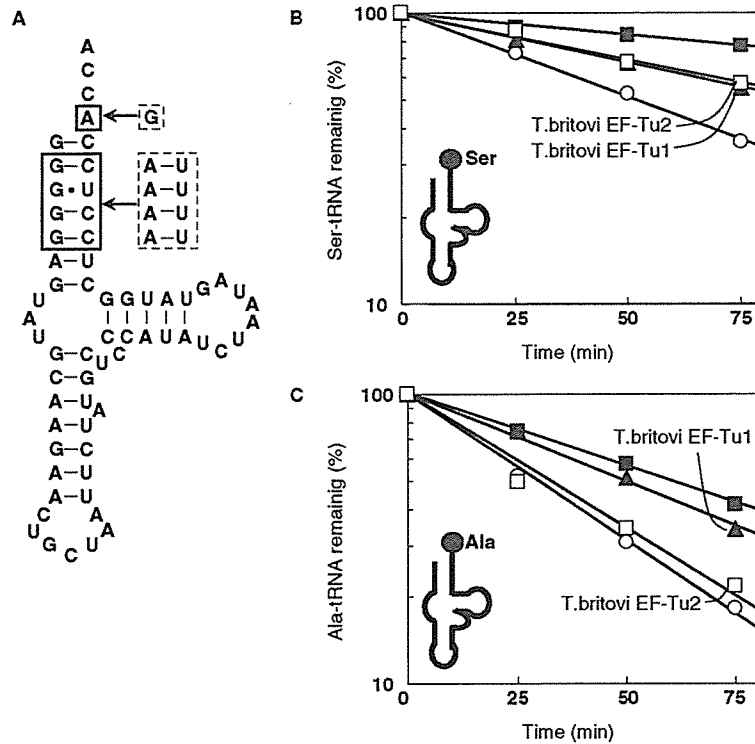 A
A
C
C
A G
G–C
G–C A–U
G•U A–U
G–C A–U
G–C A–U
A–U
G–C
U A U
G G U A U G A U A A
C C A U A U C U
G–C C U
C–G
A–U A
A–U
G–C
A–U
A–U
C A
U A
G C U
B
100
10
Ser-tRNA remainig (%)
T.britovi EF-Tu2
T.britovi EF-Tu1
Ser
0 25 50 75
Time (min)
C
100
10
Ala-tRNA remainig (%)
T.britovi EF-Tu1
Ala
T.britovi EF-Tu2
0 25 50 75
Time (min)